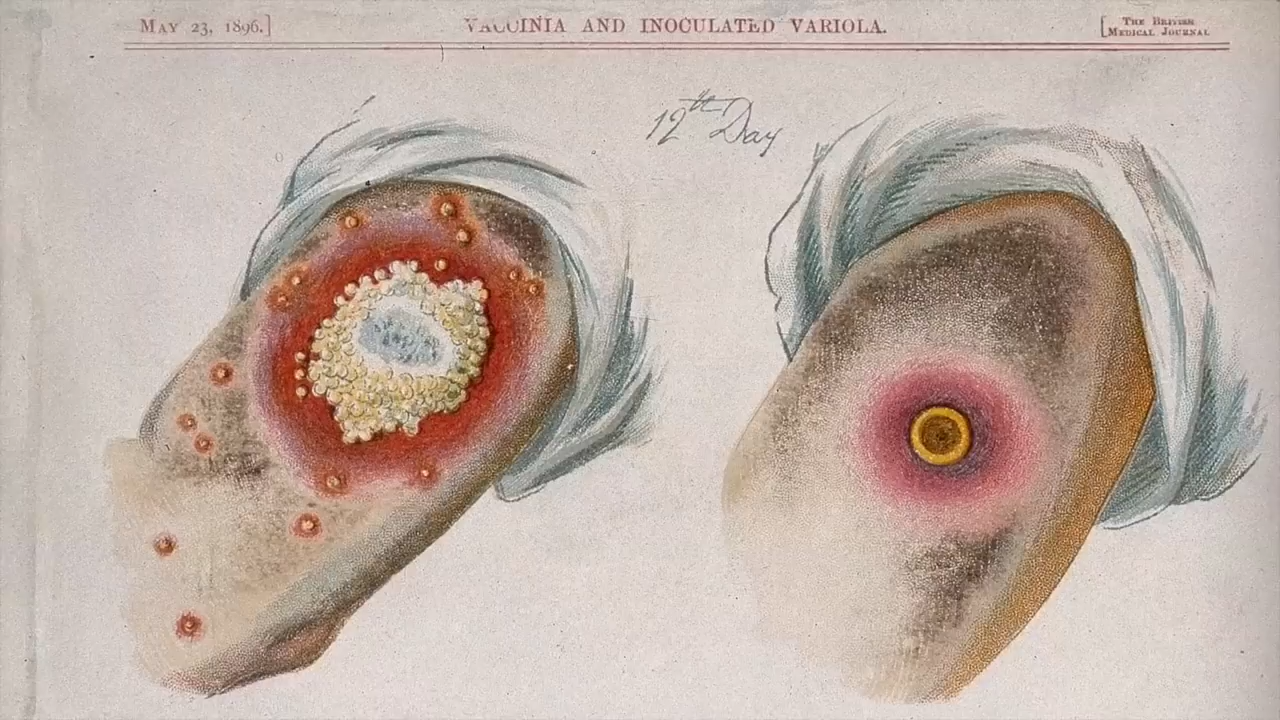 May 23, 1896.]
VACCINIA AND INOCULATED VARIOLA.
[The British
Medical Journal
12th Day